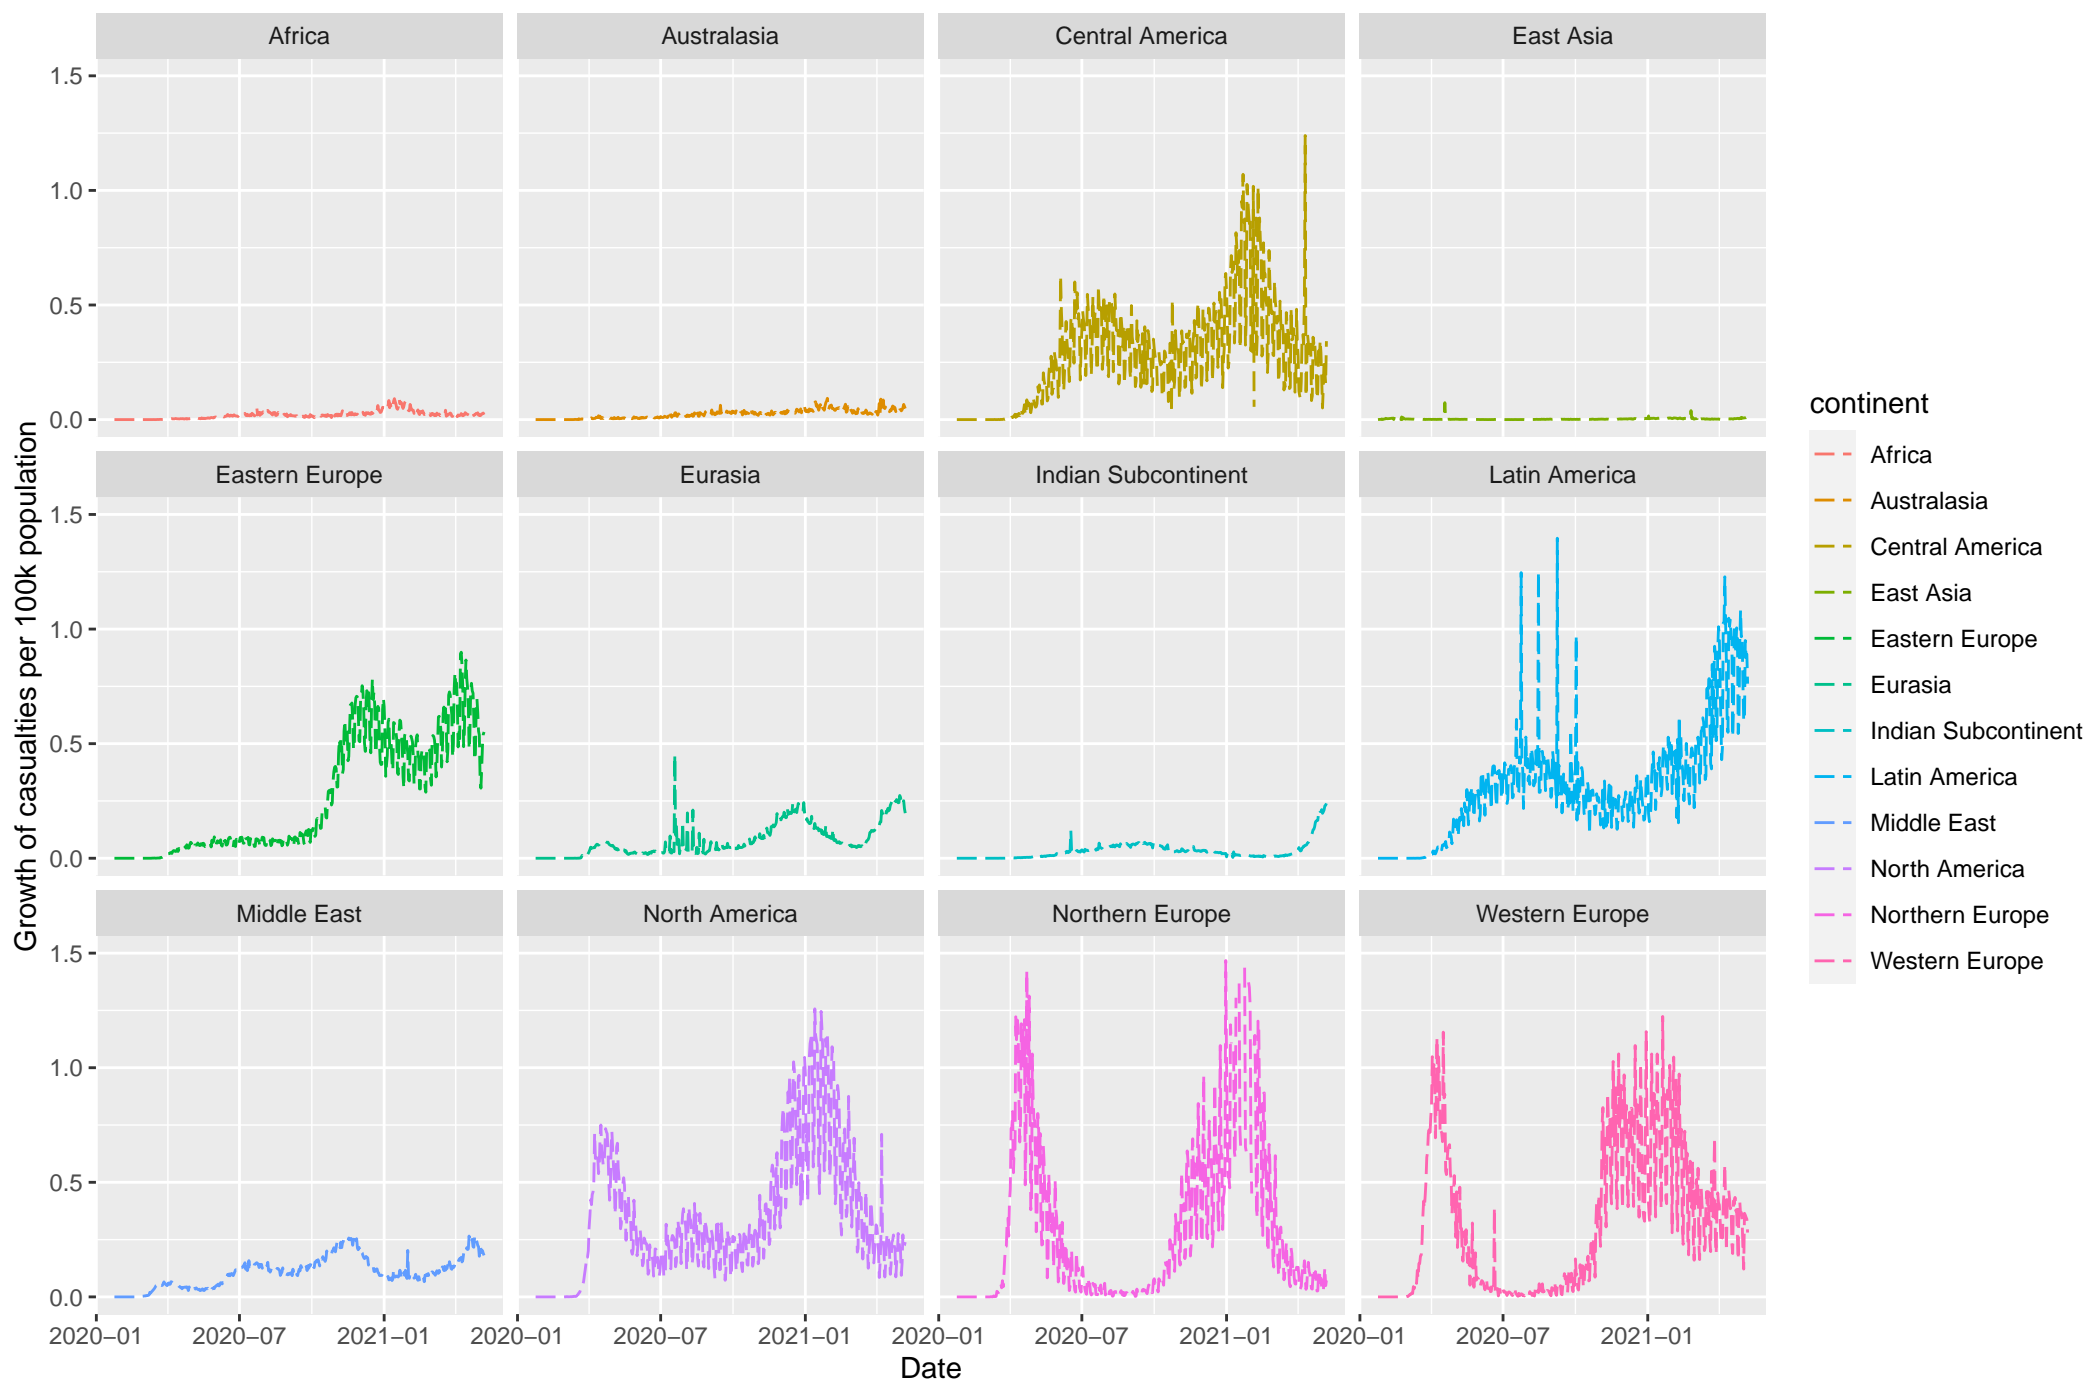 Africa
Australasia
Central America
East Asia
1.5
1.0
0.5
0.0
Eastern Europe
Eurasia
Indian Subcontinent
Latin America
1.5
1.0
0.5
0.0
Middle East
North America
Northern Europe
Western Europe
1.5
1.0
0.5
0.0
2020−01
2020−07
2021−01
2020−01
2020−07
2021−01
2020−01
2020−07
2021−01
2020−01
2020−07
2021−01
Date
Growth of casualties per 100k population
continent
Africa
Australasia
Central America
East Asia
Eastern Europe
Eurasia
Indian Subcontinent
Latin America
Middle East
North America
Northern Europe
Western Europe